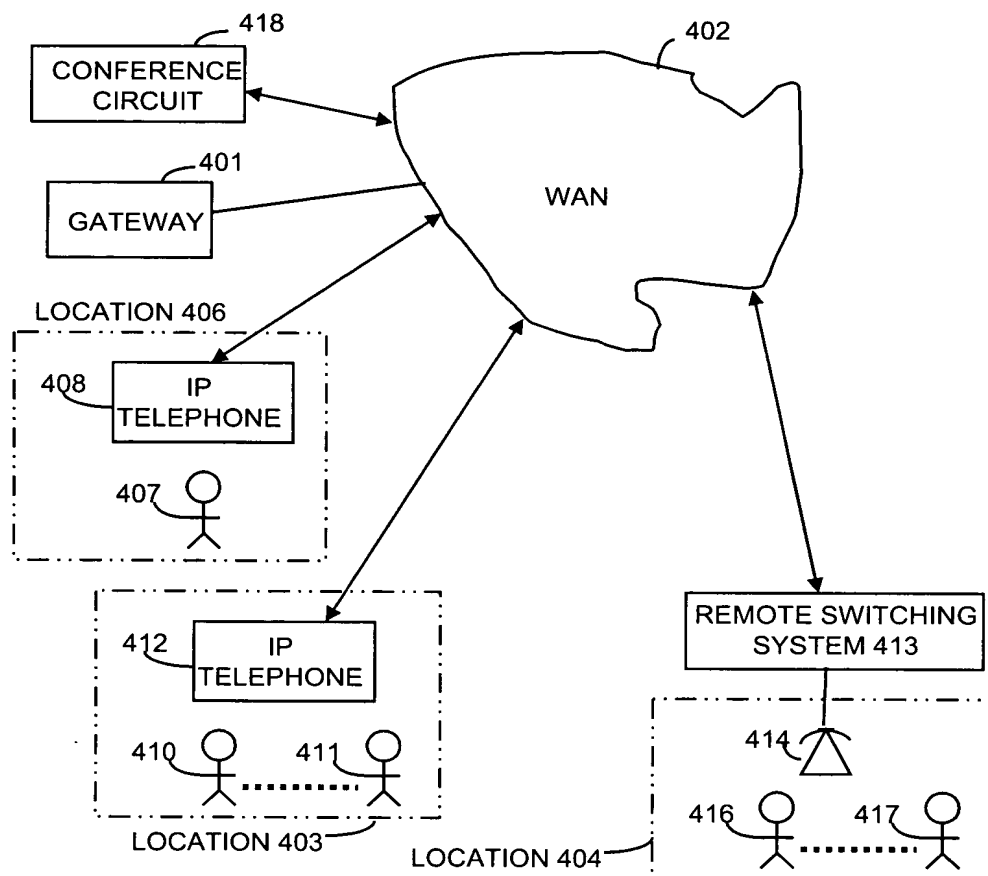 418
402
CONFERENCE
CIRCUIT
401
GATEWAY
WAN
LOCATION 406
408
IP
TELEPHONE
407
412
IP
TELEPHONE
REMOTE SWITCHING
SYSTEM 413
410
411
414
416
417
LOCATION 403
LOCATION 404